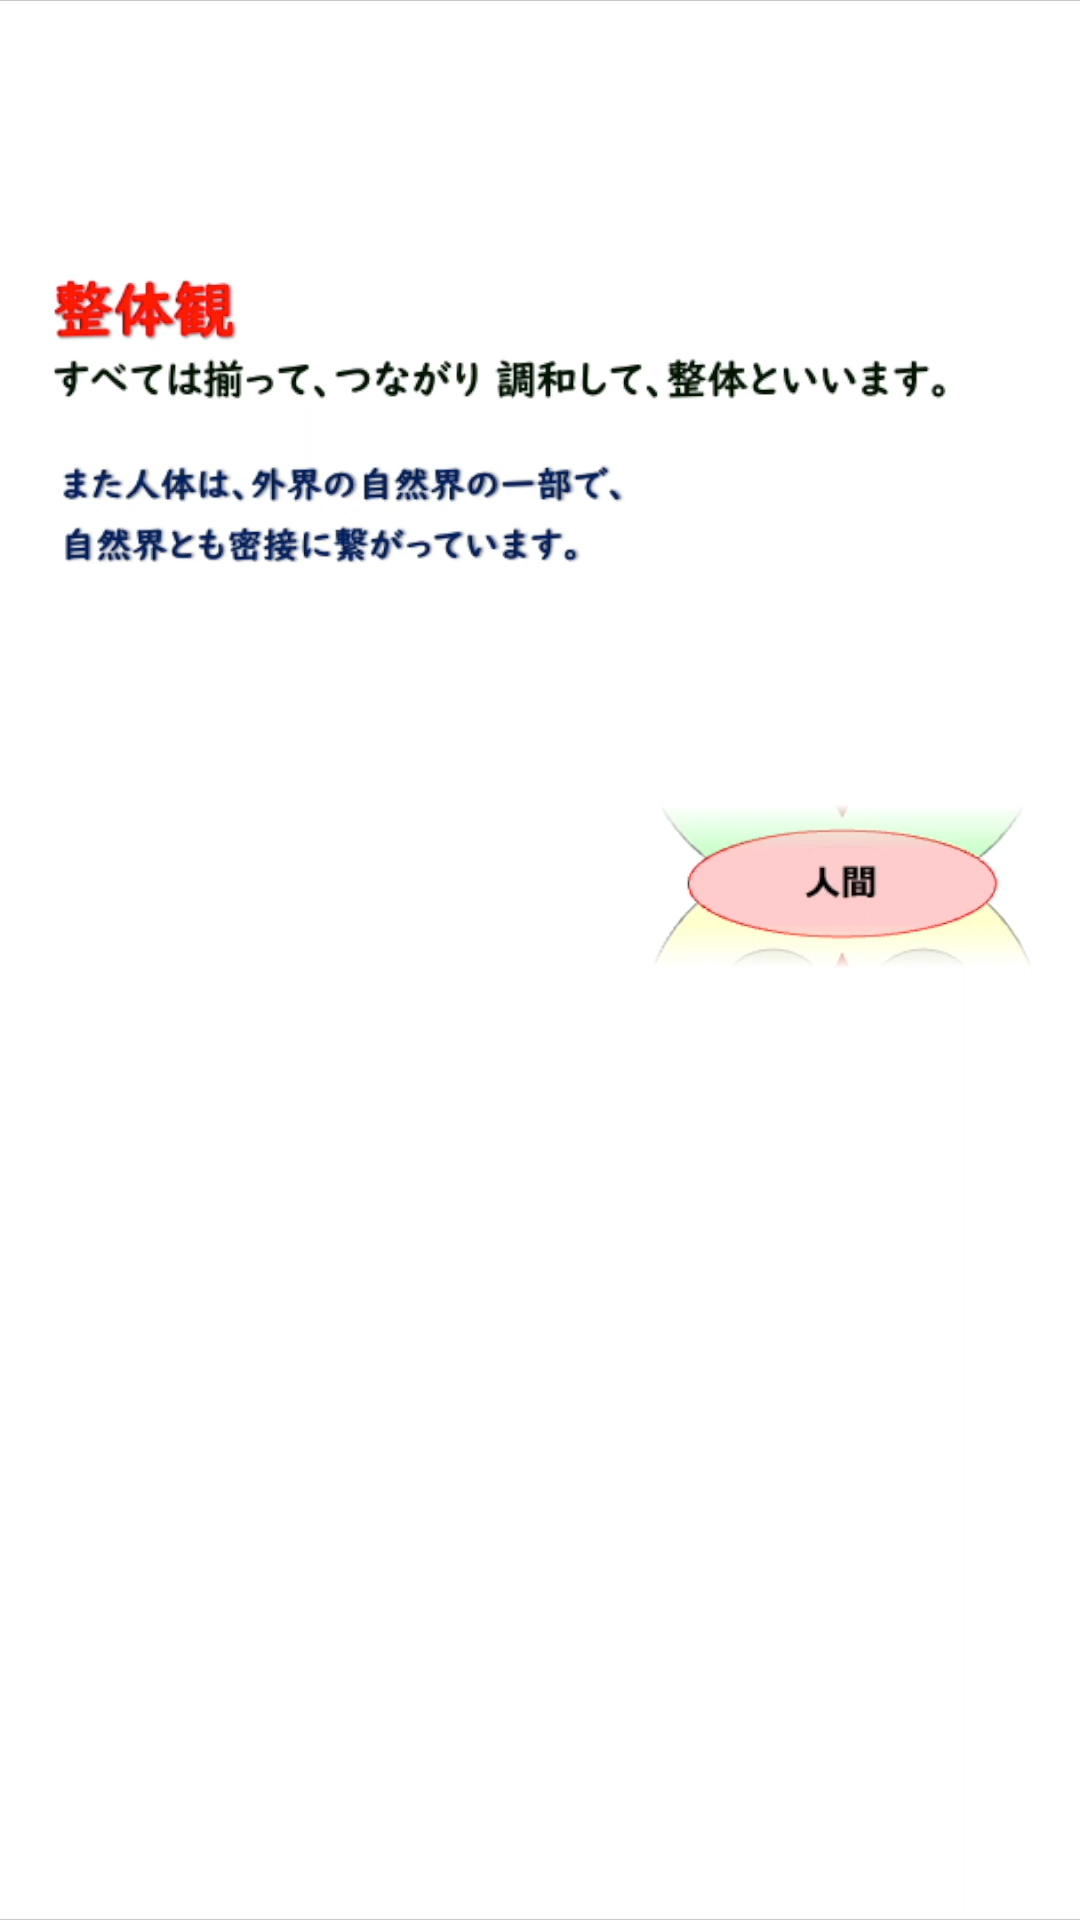 整体観
すべては揃って、つながり 調和して、整体といいます。
また人体は、外界の自然界の一部で、
自然界とも密接に繋がっています。
人間